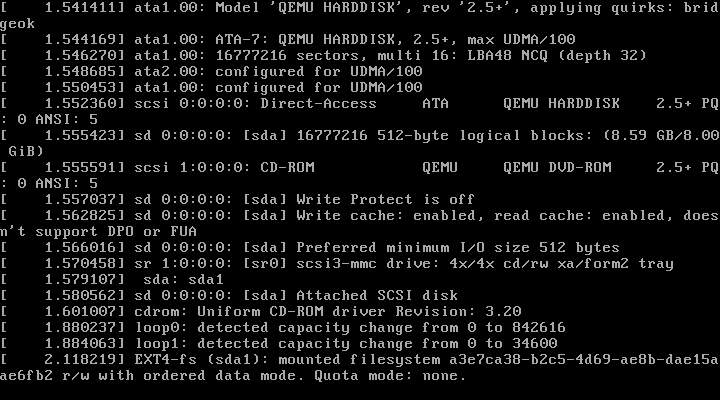 [    1.541411] ata1.00: Model 'QEMU HARDDISK', rev '2.5+', applying quirks: brid
geok
[    1.544169] ata1.00: ATA-7: QEMU HARDDISK, 2.5+, max UDMA/100
[    1.546270] ata1.00: 16777216 sectors, multi 16: LBA48 NCQ (depth 32)
[    1.548685] ata2.00: configured for UDMA/100
[    1.550453] ata1.00: configured for UDMA/100
[    1.552360] scsi 0:0:0:0: Direct-Access     ATA      QEMU HARDDISK    2.5+ PQ
: 0 ANSI: 5
[    1.555423] sd 0:0:0:0: [sda] 16777216 512-byte logical blocks: (8.59 GB/8.00
 GiB)
[    1.555591] scsi 1:0:0:0: CD-ROM            QEMU     QEMU DVD-ROM     2.5+ PQ
: 0 ANSI: 5
[    1.557037] sd 0:0:0:0: [sda] Write Protect is off
[    1.562825] sd 0:0:0:0: [sda] Write cache: enabled, read cache: enabled, does
n't support DPO or FUA
[    1.566016] sd 0:0:0:0: [sda] Preferred minimum I/O size 512 bytes
[    1.570458] sr 1:0:0:0: [sr0] scsi3-mmc drive: 4x/4x cd/rw xa/form2 tray
[    1.579107]  sda: sda1
[    1.580562] sd 0:0:0:0: [sda] Attached SCSI disk
[    1.601007] cdrom: Uniform CD-ROM driver Revision: 3.20
[    1.880237] loop0: detected capacity change from 0 to 842616
[    1.884063] loop1: detected capacity change from 0 to 34600
[    2.118219] EXT4-fs (sda1): mounted filesystem a3e7ca38-b2c5-4d69-ae8b-dae15a
ae6fb2 r/w with ordered data mode. Quota mode: none.